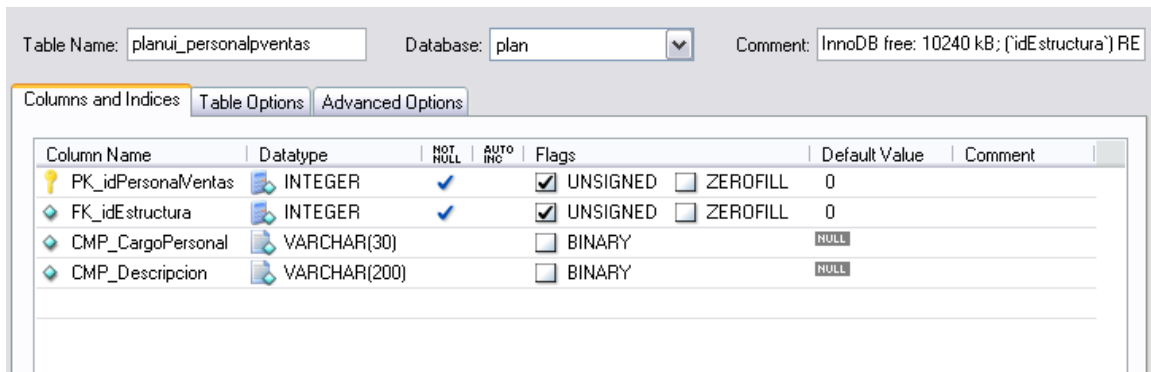 Table Name: planui_personalpventas Database: plan Comment: InnoDB free: 10240 kB; (`idEstructura`) RE
Columns and Indices Table Options Advanced Options
Column Name Datatype NOT NULL AUTO INC Flags Default Value Comment
PK_idPersonalVentas INTEGER UNSIGNED ZEROFILL 0
FK_idEstructura INTEGER UNSIGNED ZEROFILL 0
CMP_CargoPersonal VARCHAR(30) BINARY NULL
CMP_Descripcion VARCHAR(200) BINARY NULL